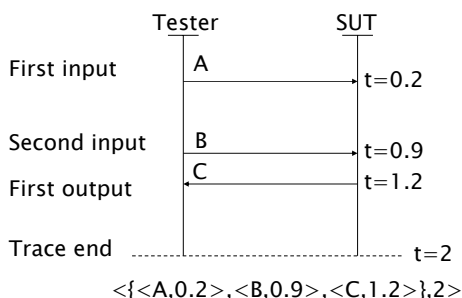 Tester SUT
First input A t=0.2
Second input B t=0.9
First output C t=1.2
Trace end t=2
<{<A,0.2>,<B,0.9>,<C,1.2>},2>